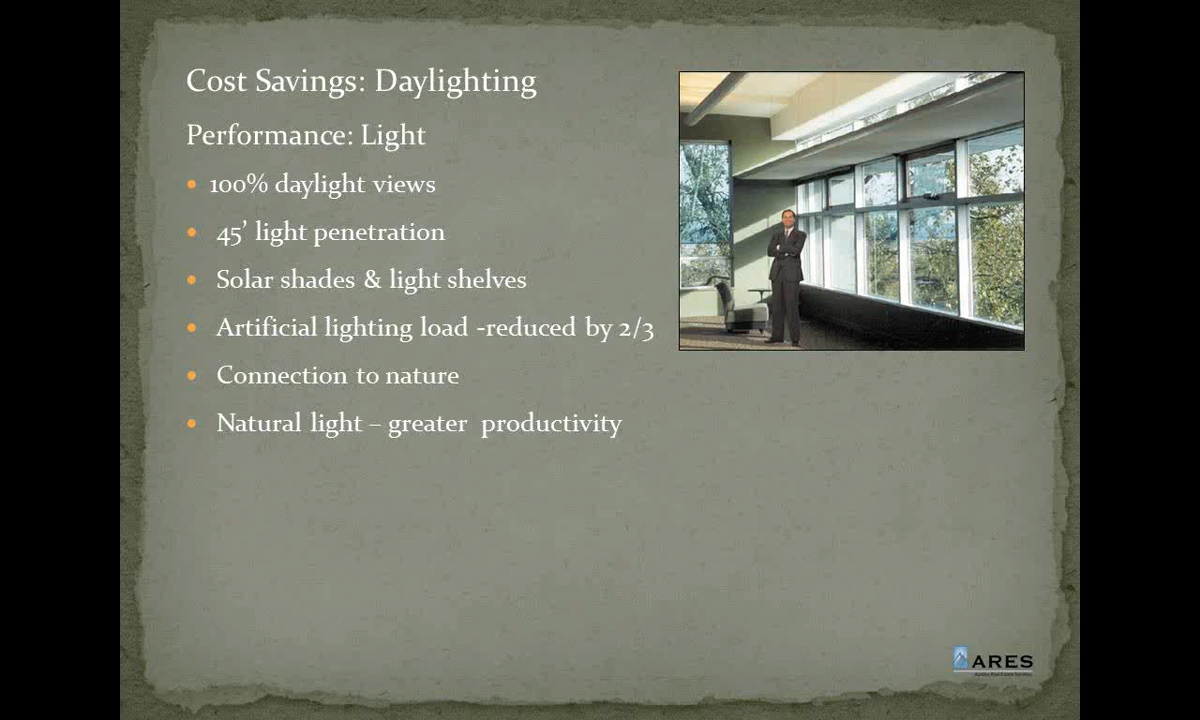 Cost Savings: Daylighting
Performance: Light
• 100% daylight views
• 45’ light penetration
• Solar shades & light shelves
• Artificial lighting load -reduced by 2/3
• Connection to nature
• Natural light – greater productivity
ARES